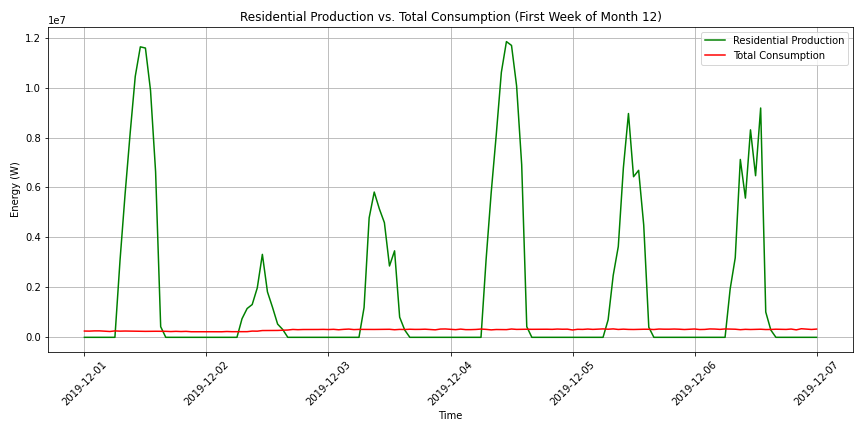 Residential Production vs. Total Consumption (First Week of Month 12)
1e7
Residential Production
Total Consumption
1.2
1.0
0.8
0.6
0.4
0.2
0.0
Energy (W)
2019-12-01
2019-12-02
2019-12-03
2019-12-04
2019-12-05
2019-12-06
2019-12-07
Time